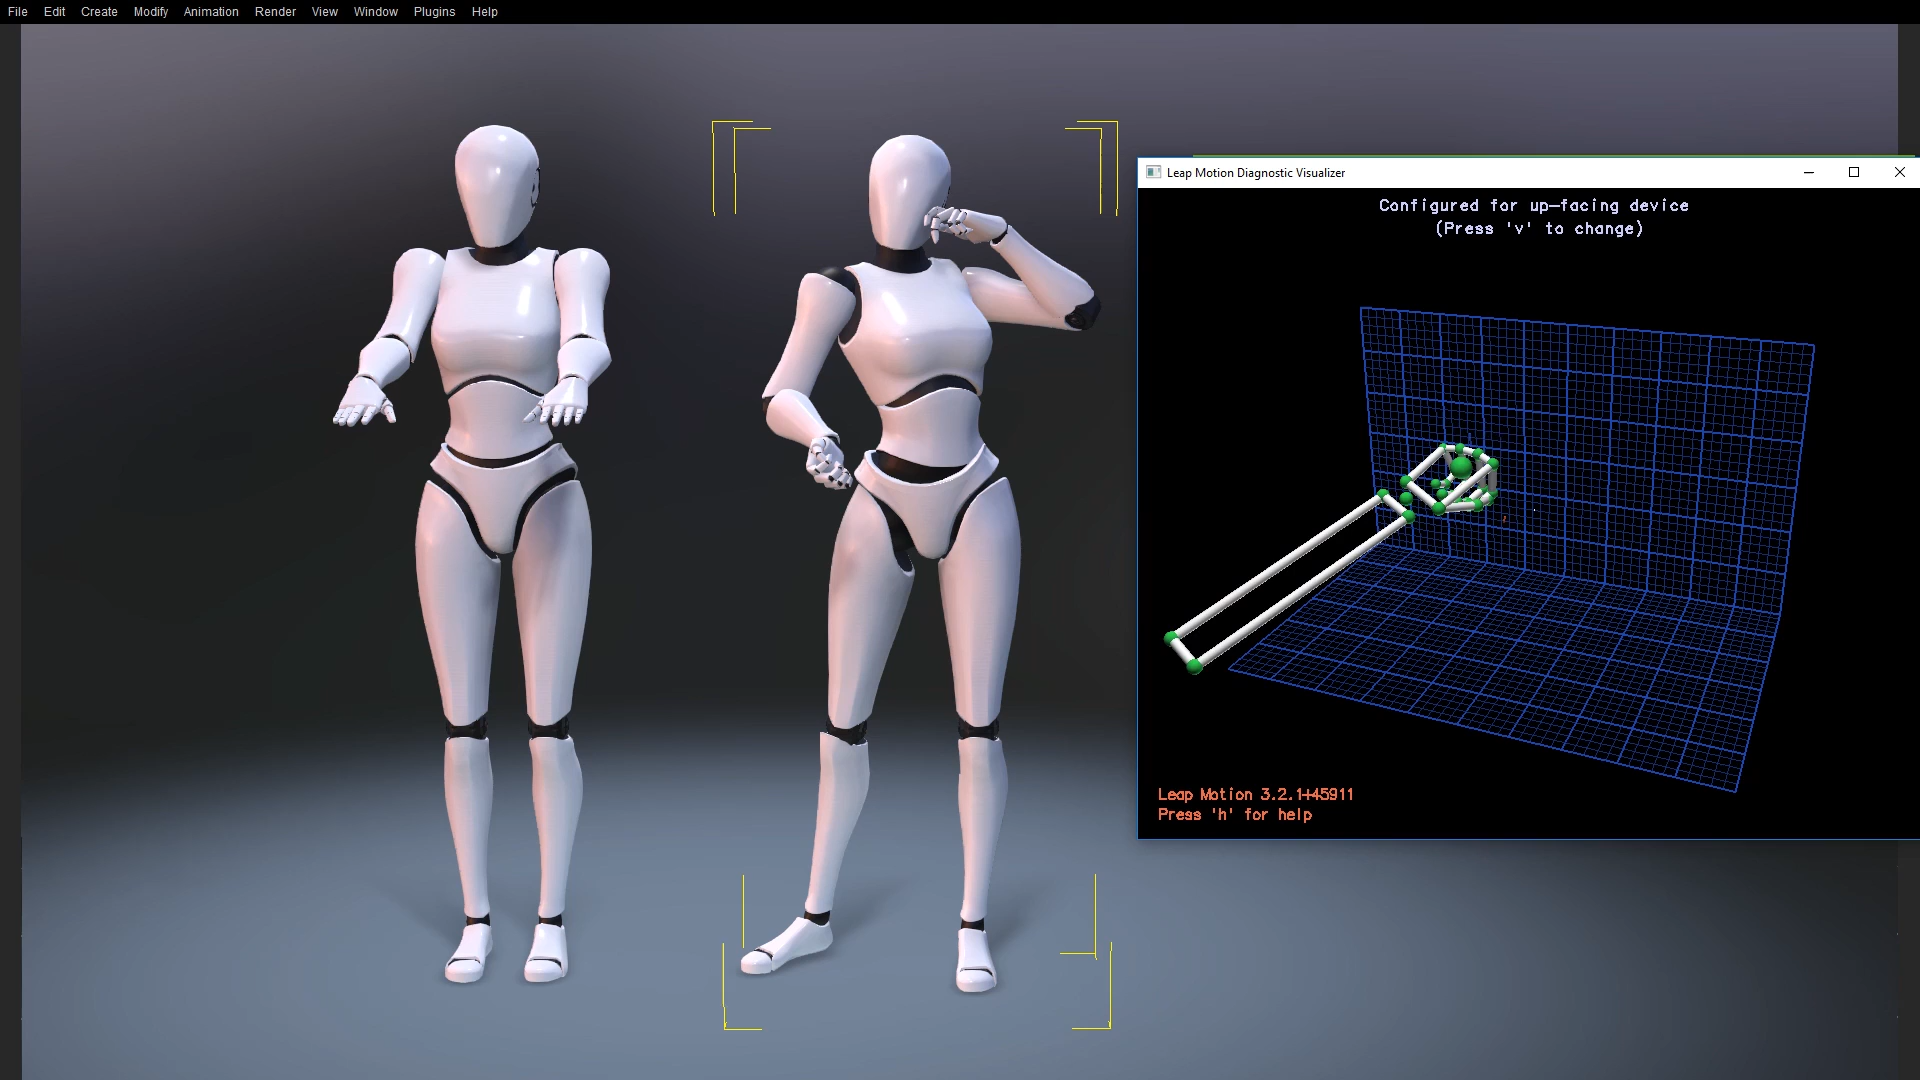 File Edit Create Modify Animation Render View Window Plugins Help
Leap Motion Diagnostic Visualizer
Configured for up-facing device
(Press 'v' to change)
Leap Motion 3.2.1+45911
Press 'h' for help